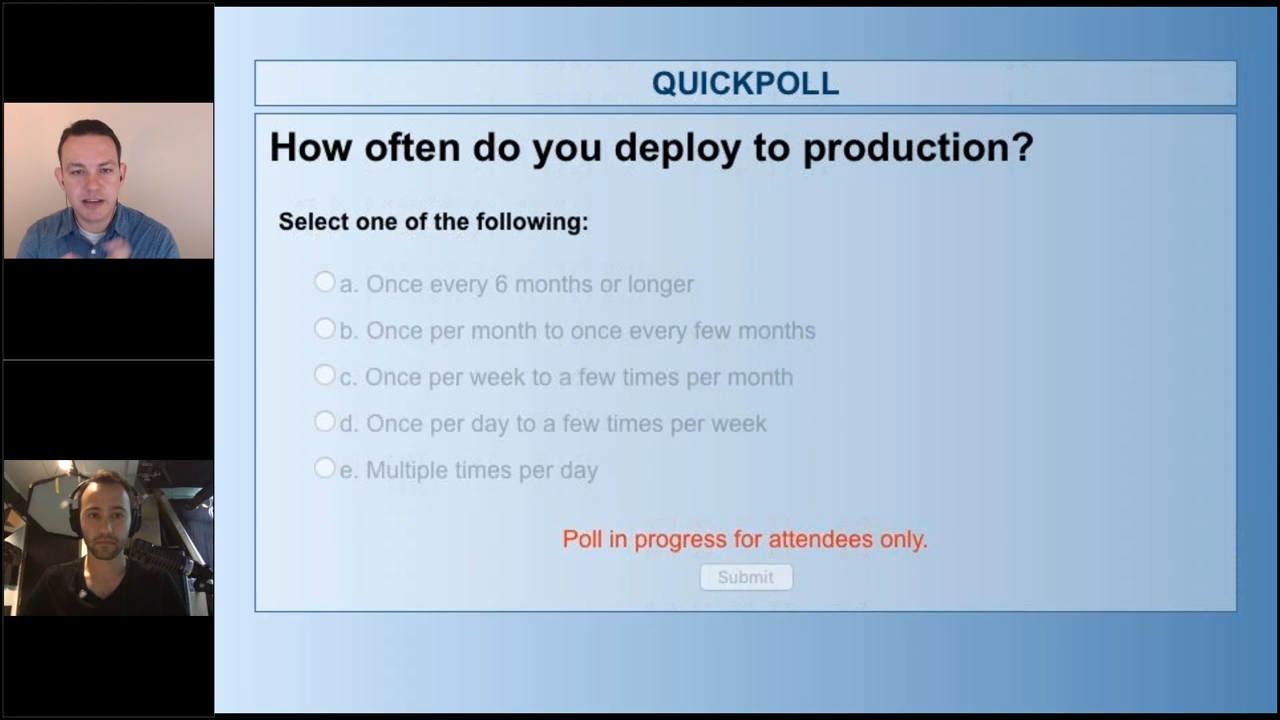 QUICKPOLL
How often do you deploy to production?
Select one of the following:
a. Once every 6 months or longer
b. Once per month to once every few months
c. Once per week to a few times per month
d. Once per day to a few times per week
e. Multiple times per day
Poll in progress for attendees only.
Submit